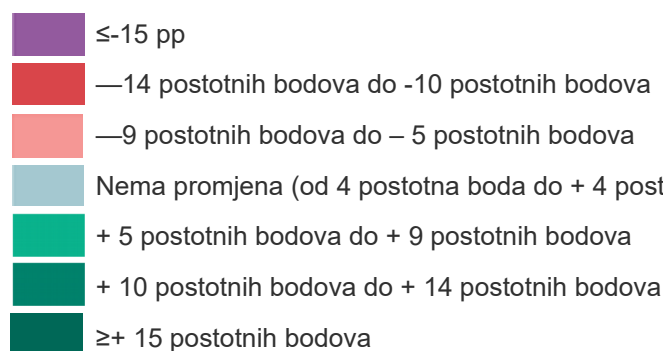 ≤-15 pp
—14 postotnih bodova do -10 postotnih bodova
—9 postotnih bodova do – 5 postotnih bodova
Nema promjena (od 4 postotna boda do + 4 post
+ 5 postotnih bodova do + 9 postotnih bodova
+ 10 postotnih bodova do + 14 postotnih bodova
≥+ 15 postotnih bodova